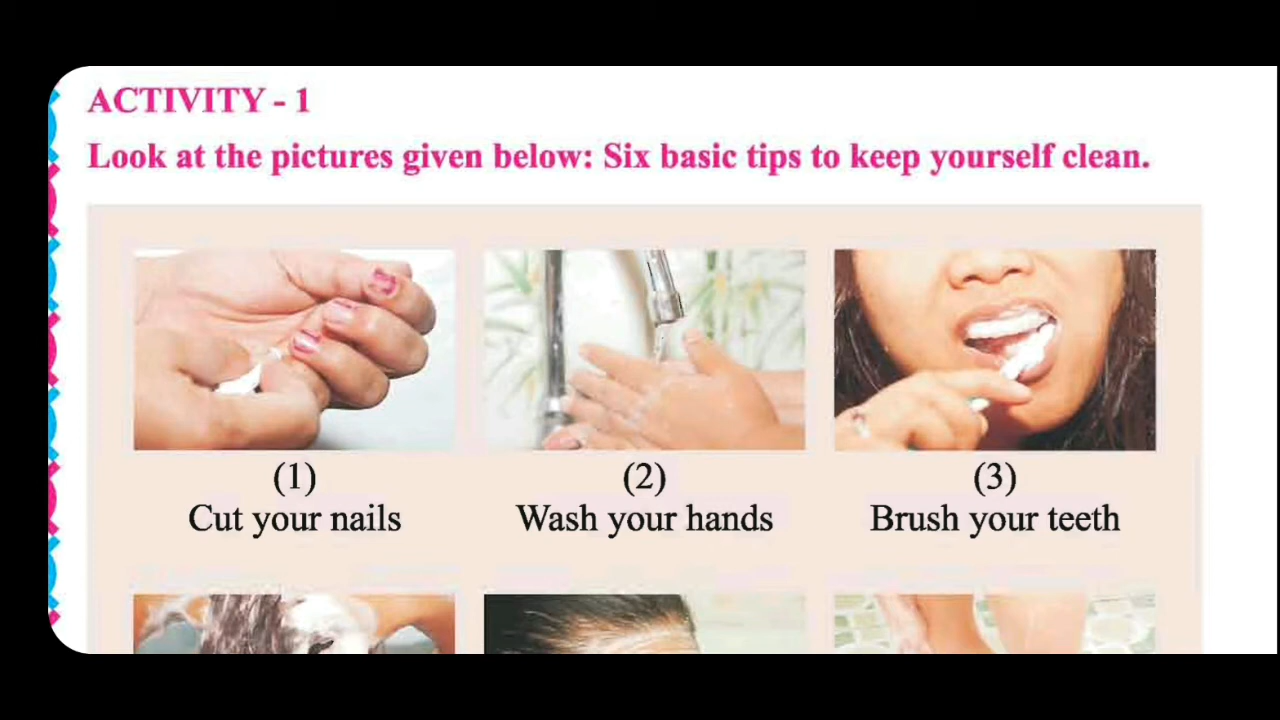 ACTIVITY - 1
Look at the pictures given below: Six basic tips to keep yourself clean.
(1)
(2)
(3)
Cut your nails
Wash your hands
Brush your teeth